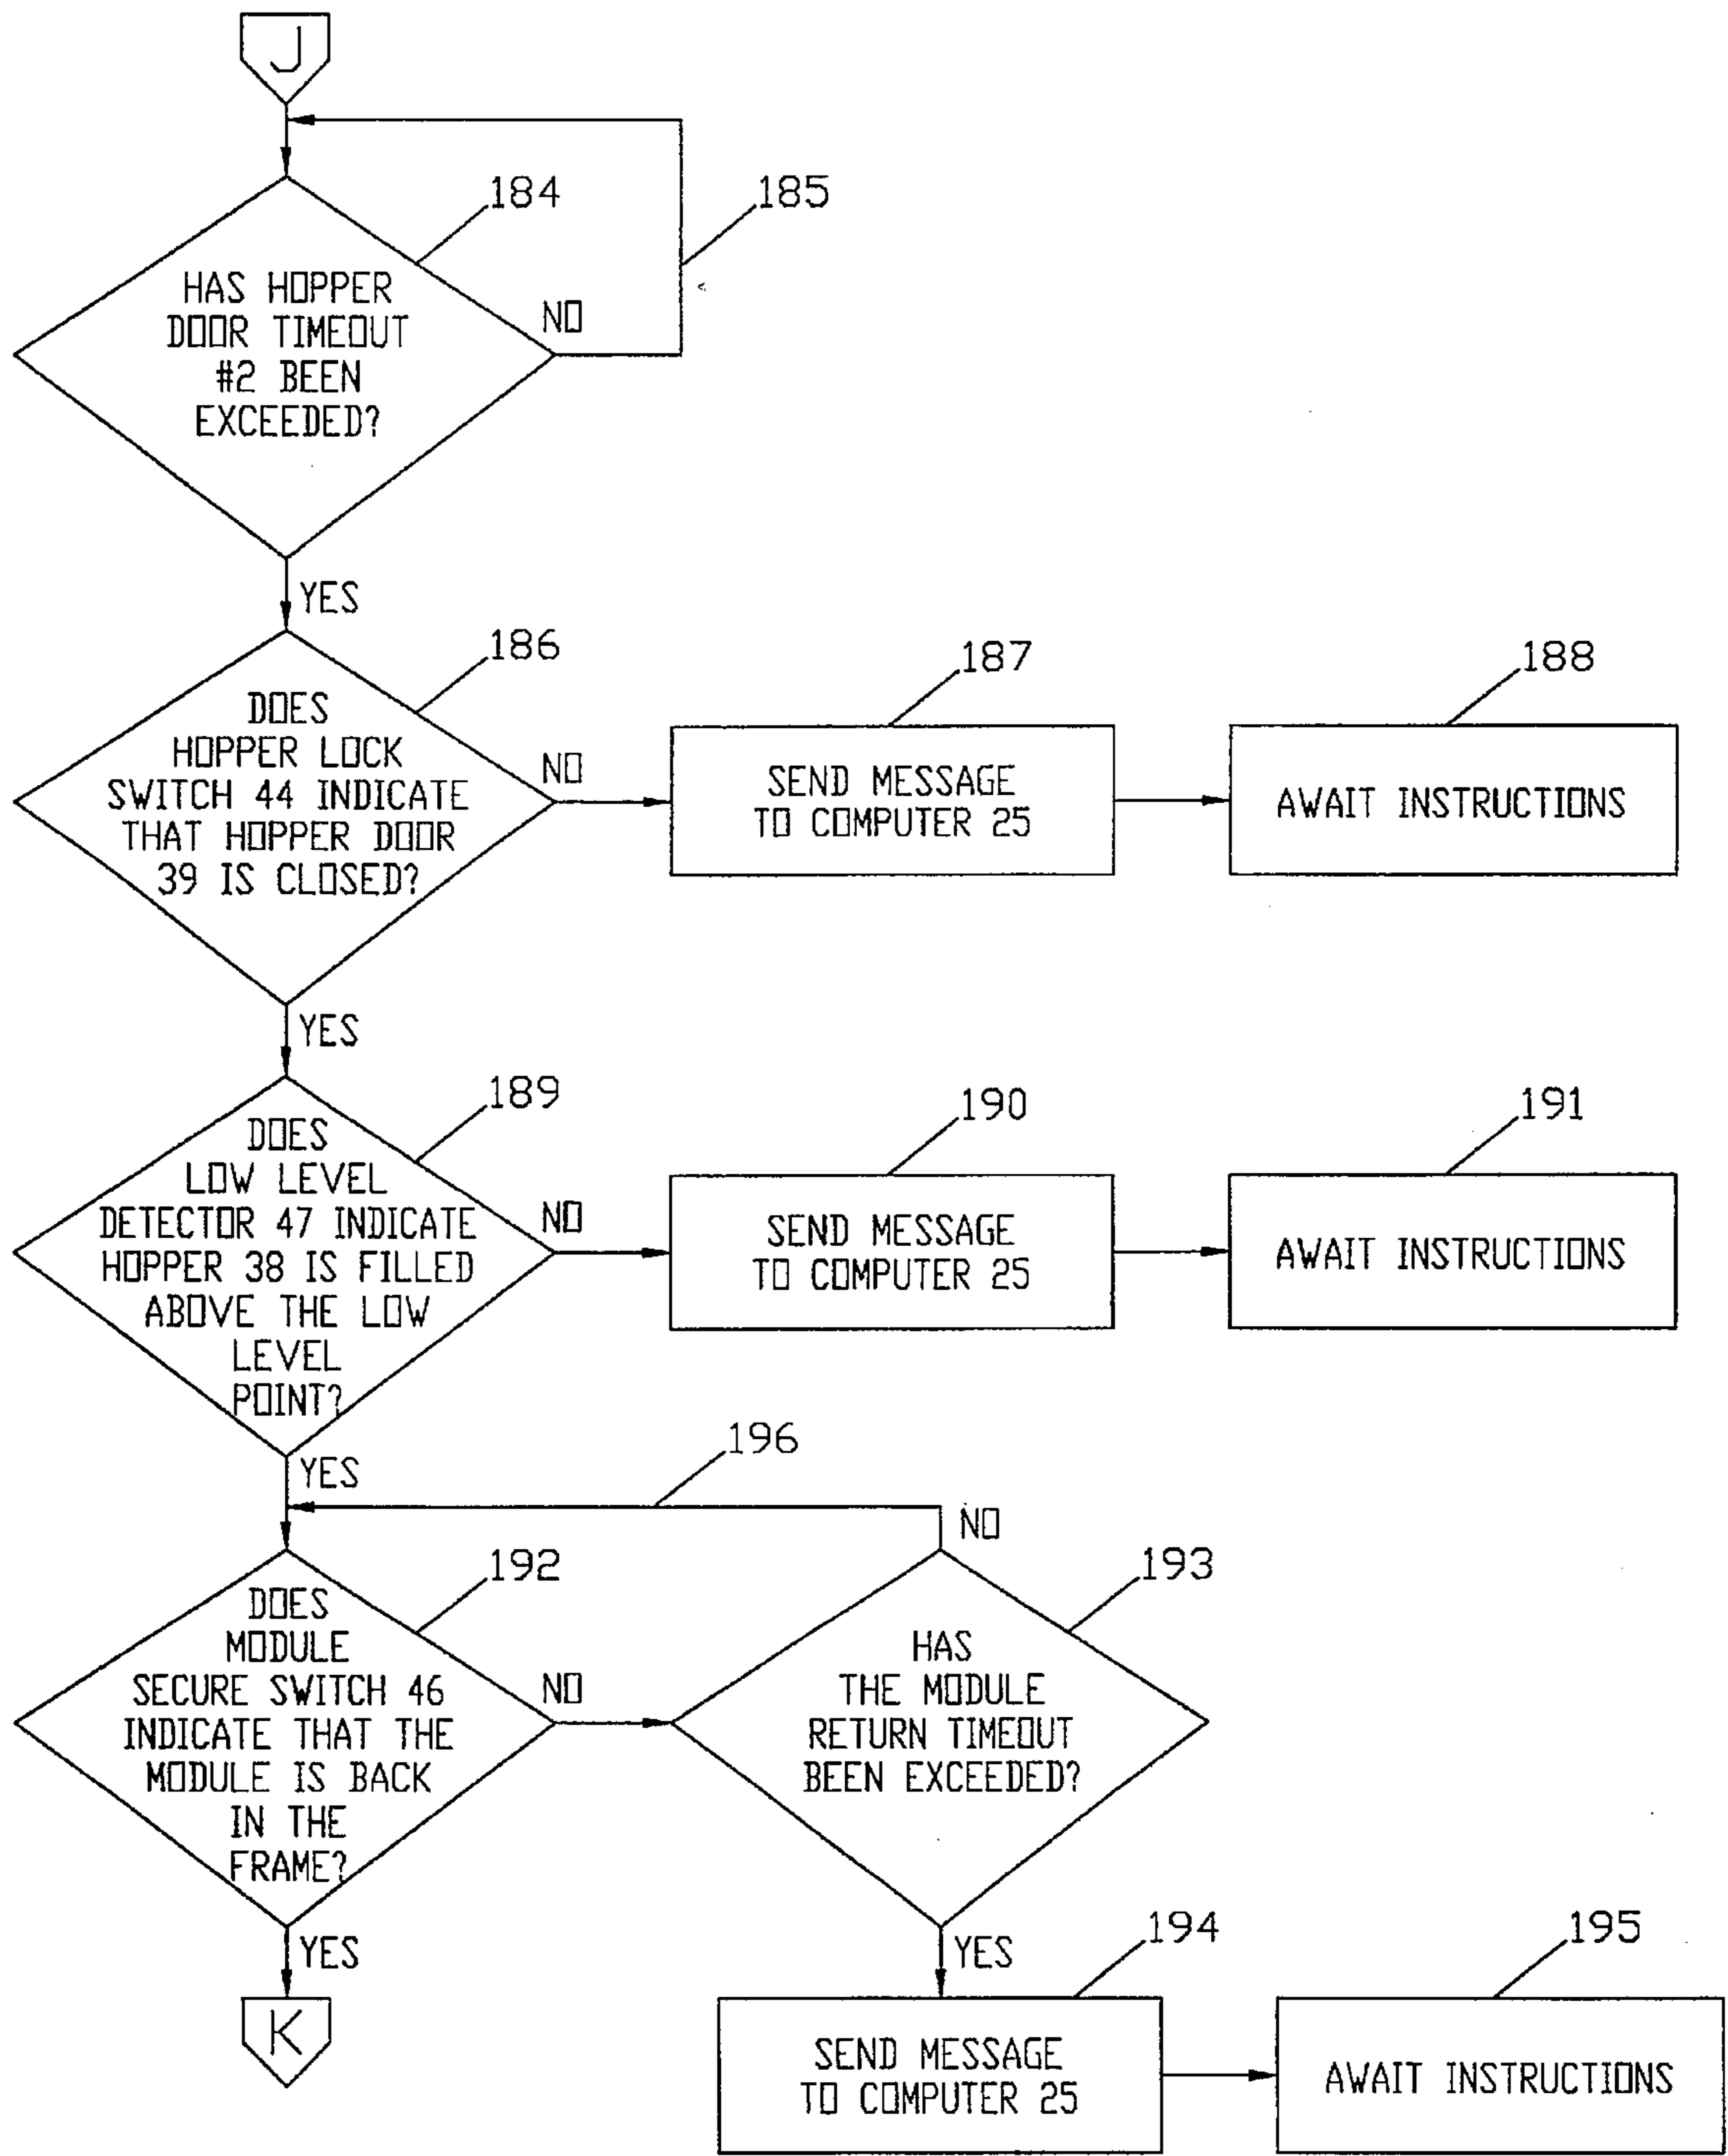 J
184
185
HAS HOPPER
DOOR TIMEOUT
#2 BEEN
EXCEEDED?
NO
YES
186
187
188
DOES
HOPPER LOCK
SWITCH 44 INDICATE
THAT HOPPER DOOR
39 IS CLOSED?
NO
SEND MESSAGE
TO COMPUTER 25
AWAIT INSTRUCTIONS
YES
189
190
191
DOES
LOW LEVEL
DETECTOR 47 INDICATE
HOPPER 38 IS FILLED
ABOVE THE LOW
LEVEL
POINT?
NO
SEND MESSAGE
TO COMPUTER 25
AWAIT INSTRUCTIONS
YES
196
NO
192
193
DOES
MODULE
SECURE SWITCH 46
INDICATE THAT THE
MODULE IS BACK
IN THE
FRAME?
NO
HAS
THE MODULE
RETURN TIMEOUT
BEEN EXCEEDED?
YES
K
YES
194
195
SEND MESSAGE
TO COMPUTER 25
AWAIT INSTRUCTIONS